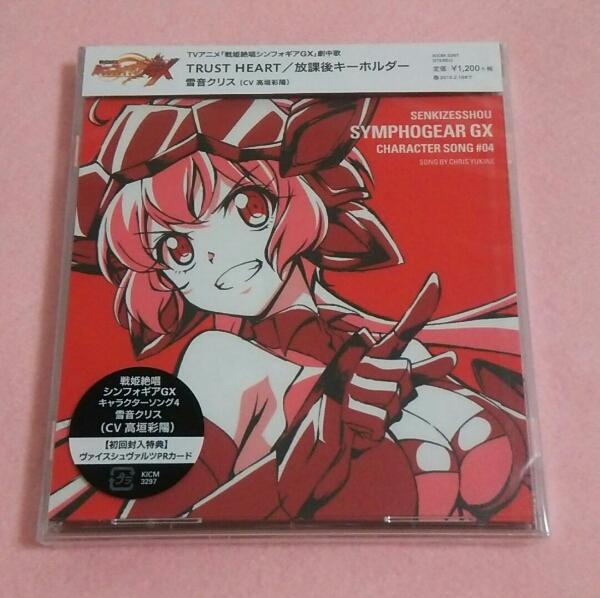 TVアニメ「戦姫絶唱シンフォギアGX」劇中歌
TRUST HEART／放課後キーホルダー
雪音クリス（CV 高垣彩陽）
KICM 3297
STEREO
定価 ¥1,200＋税
SENKIZESSHOU
SYMPHOGEAR GX
CHARACTER SONG #04
SONG BY CHRIS YUKINE
戦姫絶唱
シンフォギアGX
キャラクターソング4
雪音クリス
（CV 高垣彩陽）
【初回封入特典】
ヴァイスシュヴァルツPRカード
KICM
3297